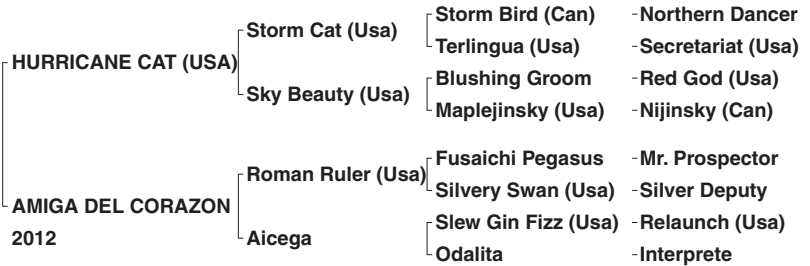 Storm Bird (Can) - Northern Dancer
Storm Cat (Usa)
Terlingua (Usa) - Secretariat (Usa)
HURRICANE CAT (USA)
Blushing Groom - Red God (Usa)
Sky Beauty (Usa)
Maplejinsky (Usa) - Nijinsky (Can)
Fusaichi Pegasus - Mr. Prospector
Roman Ruler (Usa)
Silvery Swan (Usa) - Silver Deputy
AMIGA DEL CORAZON
Slew Gin Fizz (Usa) - Relaunch (Usa)
2012
Aicega
Odalita - Interprete